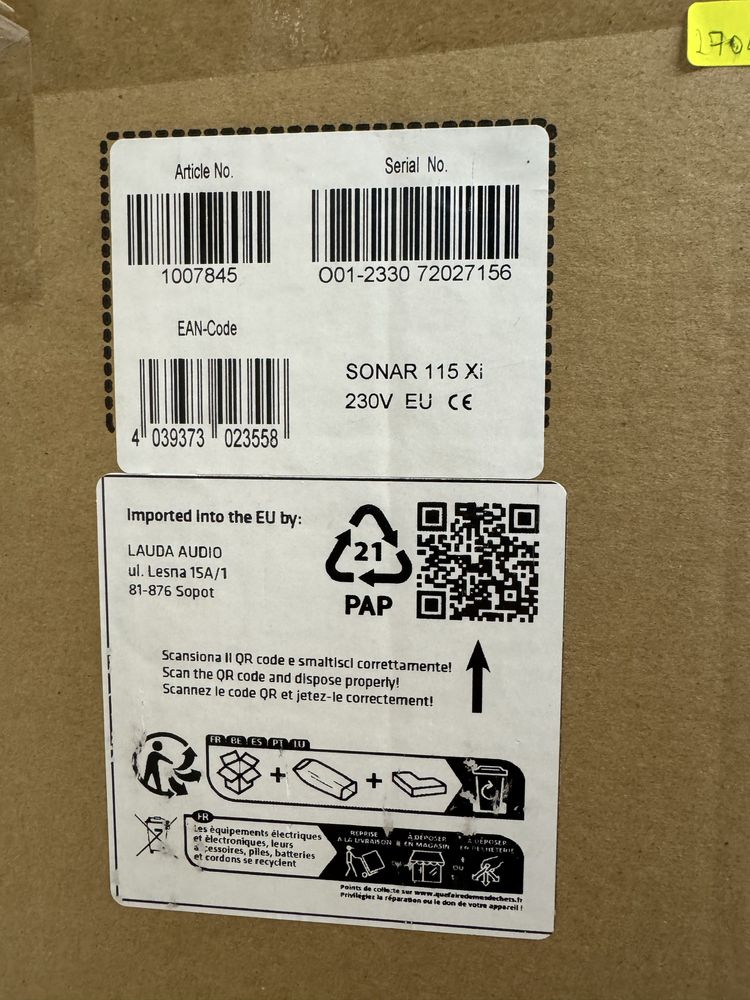 Article No.
Serial No.
1007845
O01-2330 72027156
EAN-Code
SONAR 115 Xi
230V EU CE
4 039373 023558
Imported into the EU by:
LAUDA AUDIO
ul. Lesna 15A/1
81-876 Sopot
21
PAP
Scansiona il QR code e smaltisci correttamente!
Scan the QR code and dispose properly!
Scannez le code QR et jetez-le correctement!
FR BE ES PT LU
FR
Les équipements électriques
et électroniques, leurs
piles, batteries
et cordons se recyclent
REPRISE
À LA LIVRAISON
À DÉPOSER
EN MAGASIN
OU
À DÉPOSER
EN DÉCHÈTERIE
Points de collecte sur www.quefairedemesdechets.fr
Privilégiez la réparation ou le don de votre appareil !